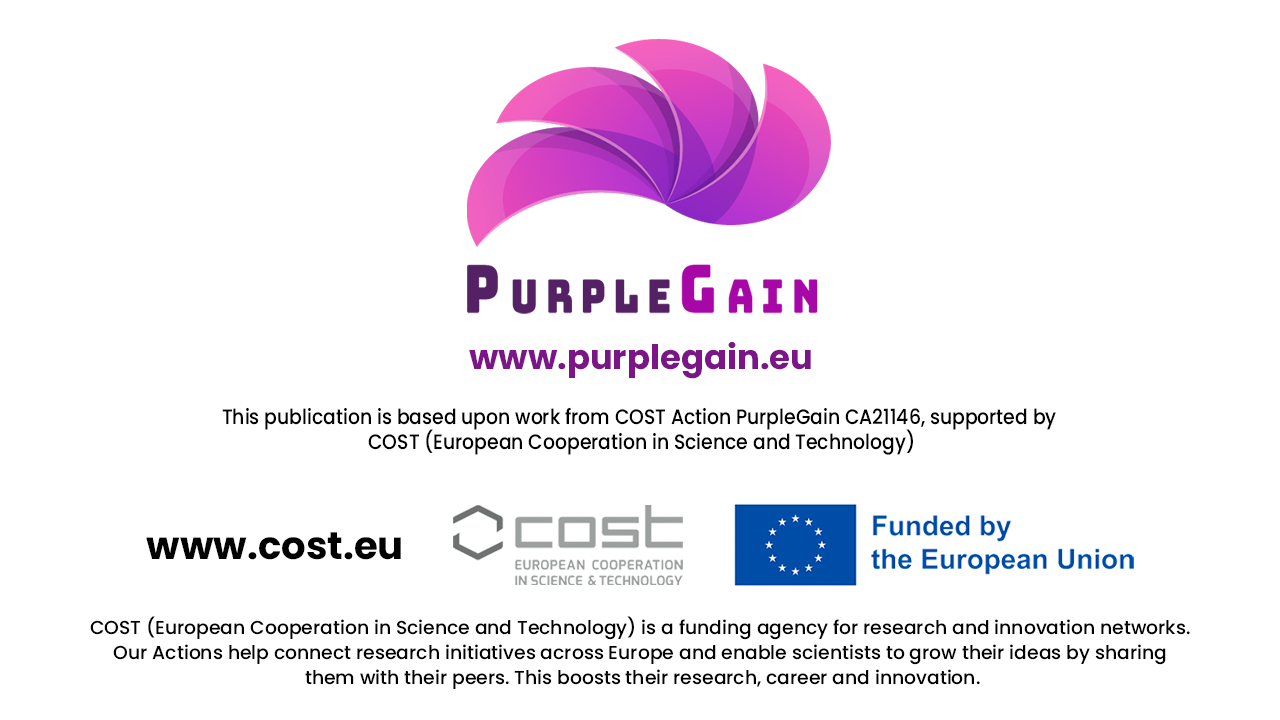 PURPLEGAIN
www.purplegain.eu
This publication is based upon work from COST Action PurpleGain CA21146, supported by
COST (European Cooperation in Science and Technology)
www.cost.eu
cost
EUROPEAN COOPERATION
IN SCIENCE & TECHNOLOGY
Funded by
the European Union
COST (European Cooperation in Science and Technology) is a funding agency for research and innovation networks.
Our Actions help connect research initiatives across Europe and enable scientists to grow their ideas by sharing
them with their peers. This boosts their research, career and innovation.